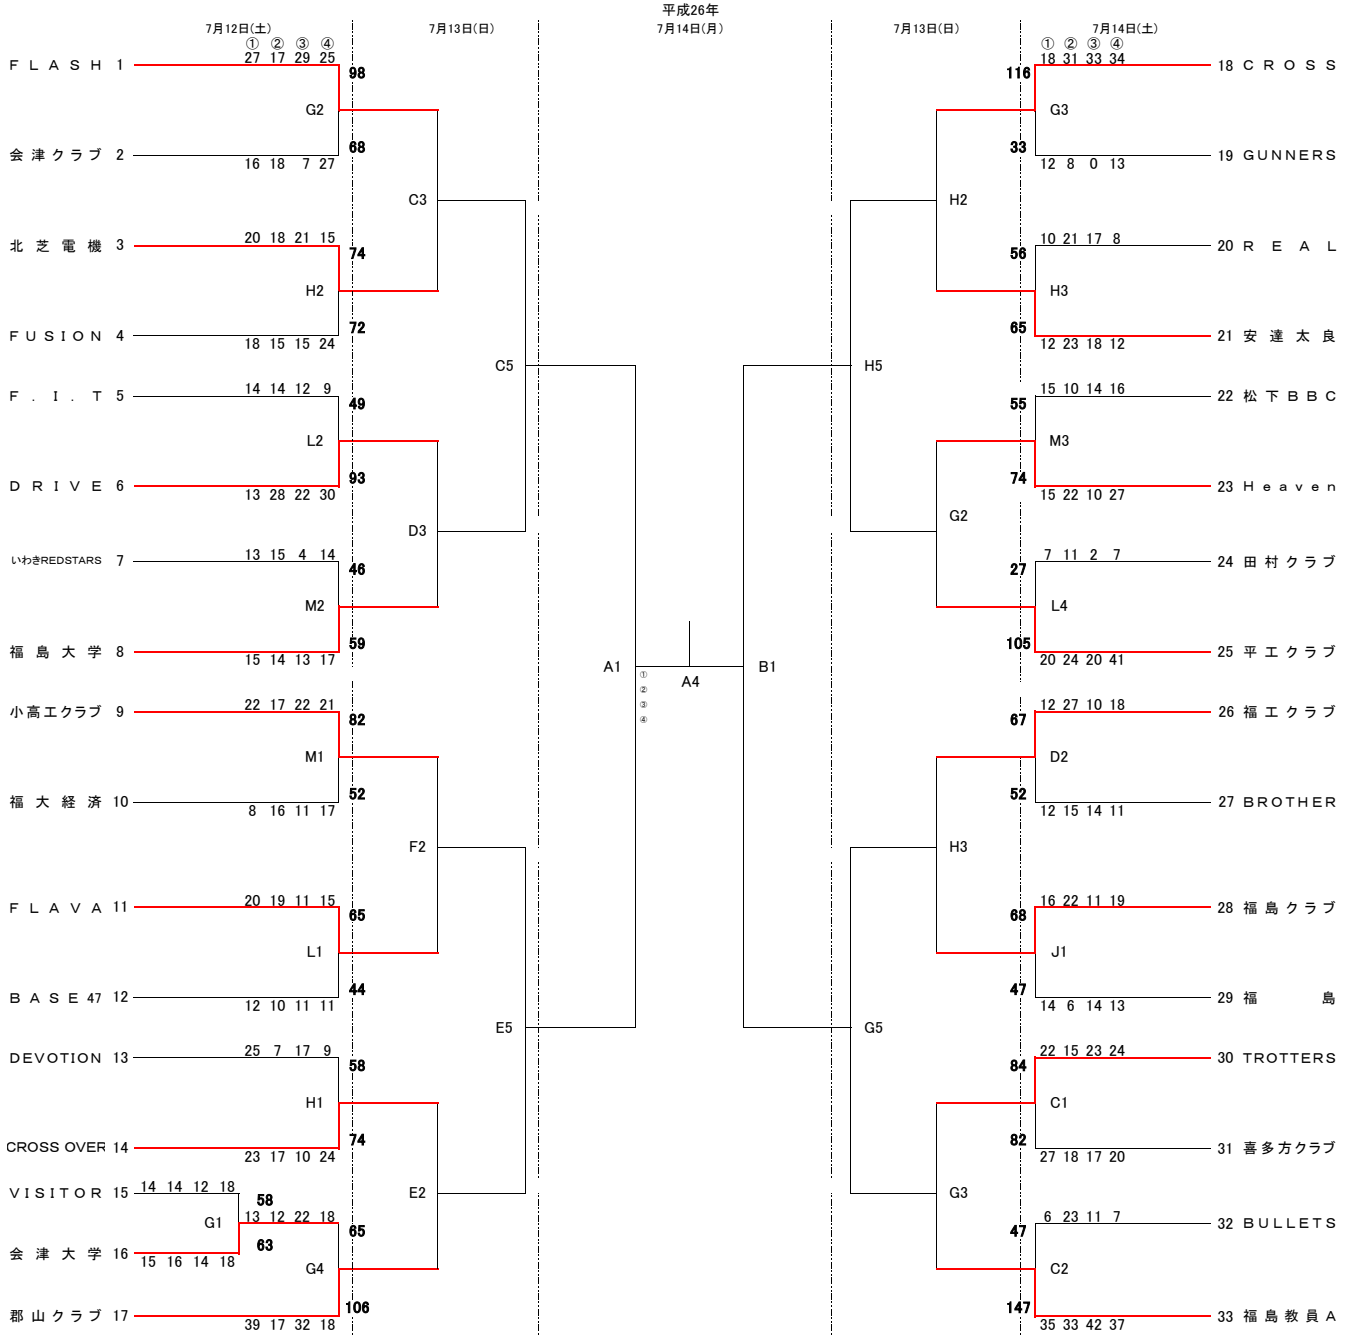 平成26年
7月12日(土) 7月13日(日) 7月14日(月) 7月13日(日) 7月14日(土)
① ② ③ ④ ① ② ③ ④
FLASH 1 27 17 29 25 98 116 18 31 33 34 18 CROSS
G2 G3
会津クラブ 2 16 18 7 27 68 33 12 8 0 13 19 GUNNERS
C3 H2
北芝電機 3 20 18 21 15 74 56 10 21 17 8 20 REAL
H2 H3
FUSION 4 18 15 15 24 72 65 12 23 18 12 21 安達太良
C5 H5
F.I.T 5 14 14 12 9 49 55 15 10 14 16 22 松下BBC
L2 M3
DRIVE 6 13 28 22 30 93 74 15 22 10 27 23 Heaven
D3 G2
いわきREDSTARS 7 13 15 4 14 46 27 7 11 2 7 24 田村クラブ
M2 L4
福島大学 8 15 14 13 17 59 105 20 24 20 41 25 平工クラブ
A1 A4 B1
①
②
③
④
小高工クラブ 9 22 17 22 21 82 67 12 27 10 18 26 福工クラブ
M1 D2
福大経済 10 8 16 11 17 52 52 12 15 14 11 27 BROTHER
F2 H3
FLAVA 11 20 19 11 15 65 68 16 22 11 19 28 福島クラブ
L1 J1
BASE47 12 12 10 11 11 44 47 14 6 14 13 29 福島
E5 G5
DEVOTION 13 25 7 17 9 58 84 22 15 23 24 30 TROTTERS
H1 C1
CROSS OVER 14 23 17 10 24 74 82 27 18 17 20 31 喜多方クラブ
E2 G3
VISITOR 15 14 14 12 18 58
G1 13 12 22 18 65 47 6 23 11 7 32 BULLETS
会津大学 16 15 16 14 18 63
G4 C2
郡山クラブ 17 39 17 32 18 106 147 35 33 42 37 33 福島教員A